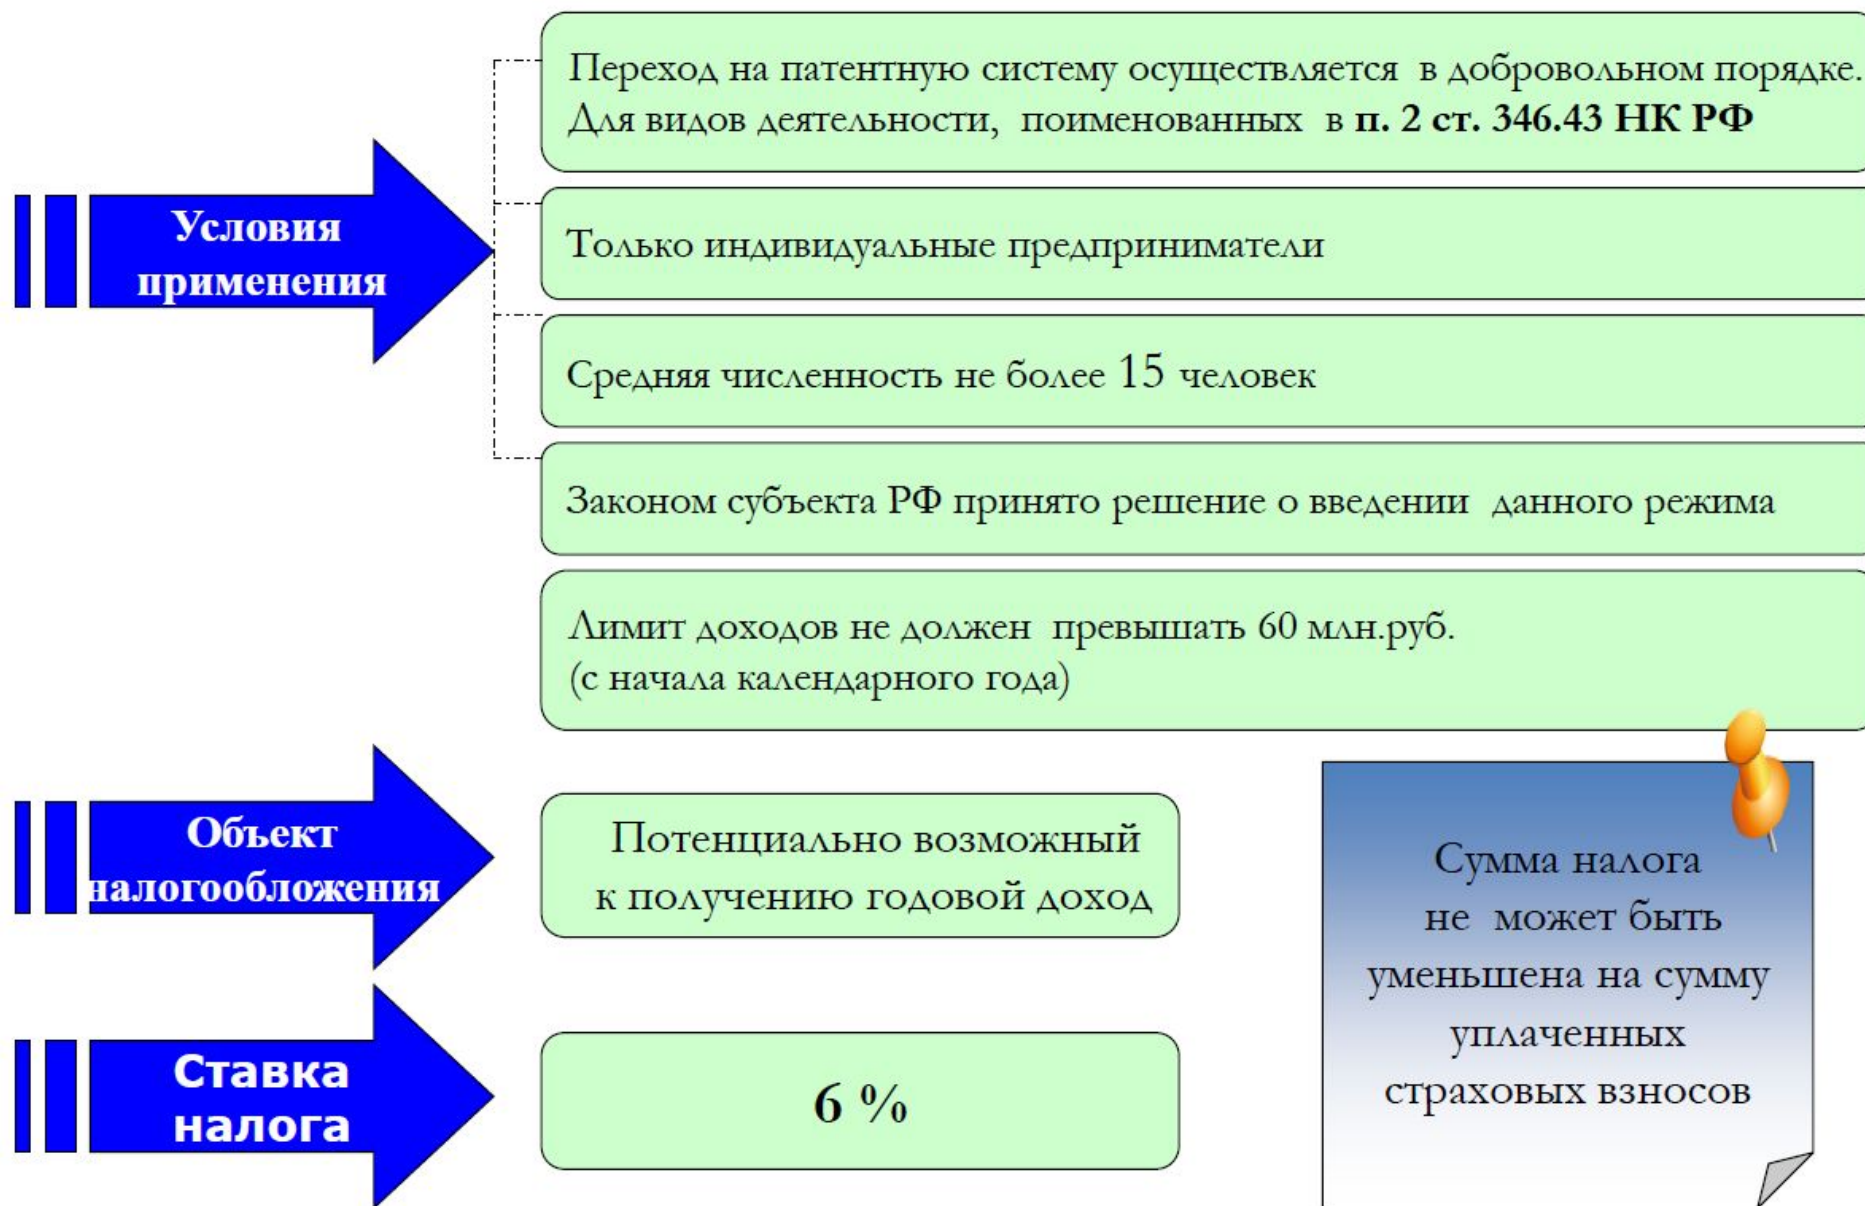 Условия
применения
Переход на патентную систему осуществляется в добровольном порядке.
Для видов деятельности, поименованных в п. 2 ст. 346.43 НК РФ
Только индивидуальные предприниматели
Средняя численность не более 15 человек
Законом субъекта РФ принято решение о введении данного режима
Лимит доходов не должен превышать 60 млн.руб.
(с начала календарного года)
Объект
налогообложения
Потенциально возможный
к получению годовой доход
Ставка
налога
6 %
Сумма налога
не может быть
уменьшена на сумму
уплаченных
страховых взносов